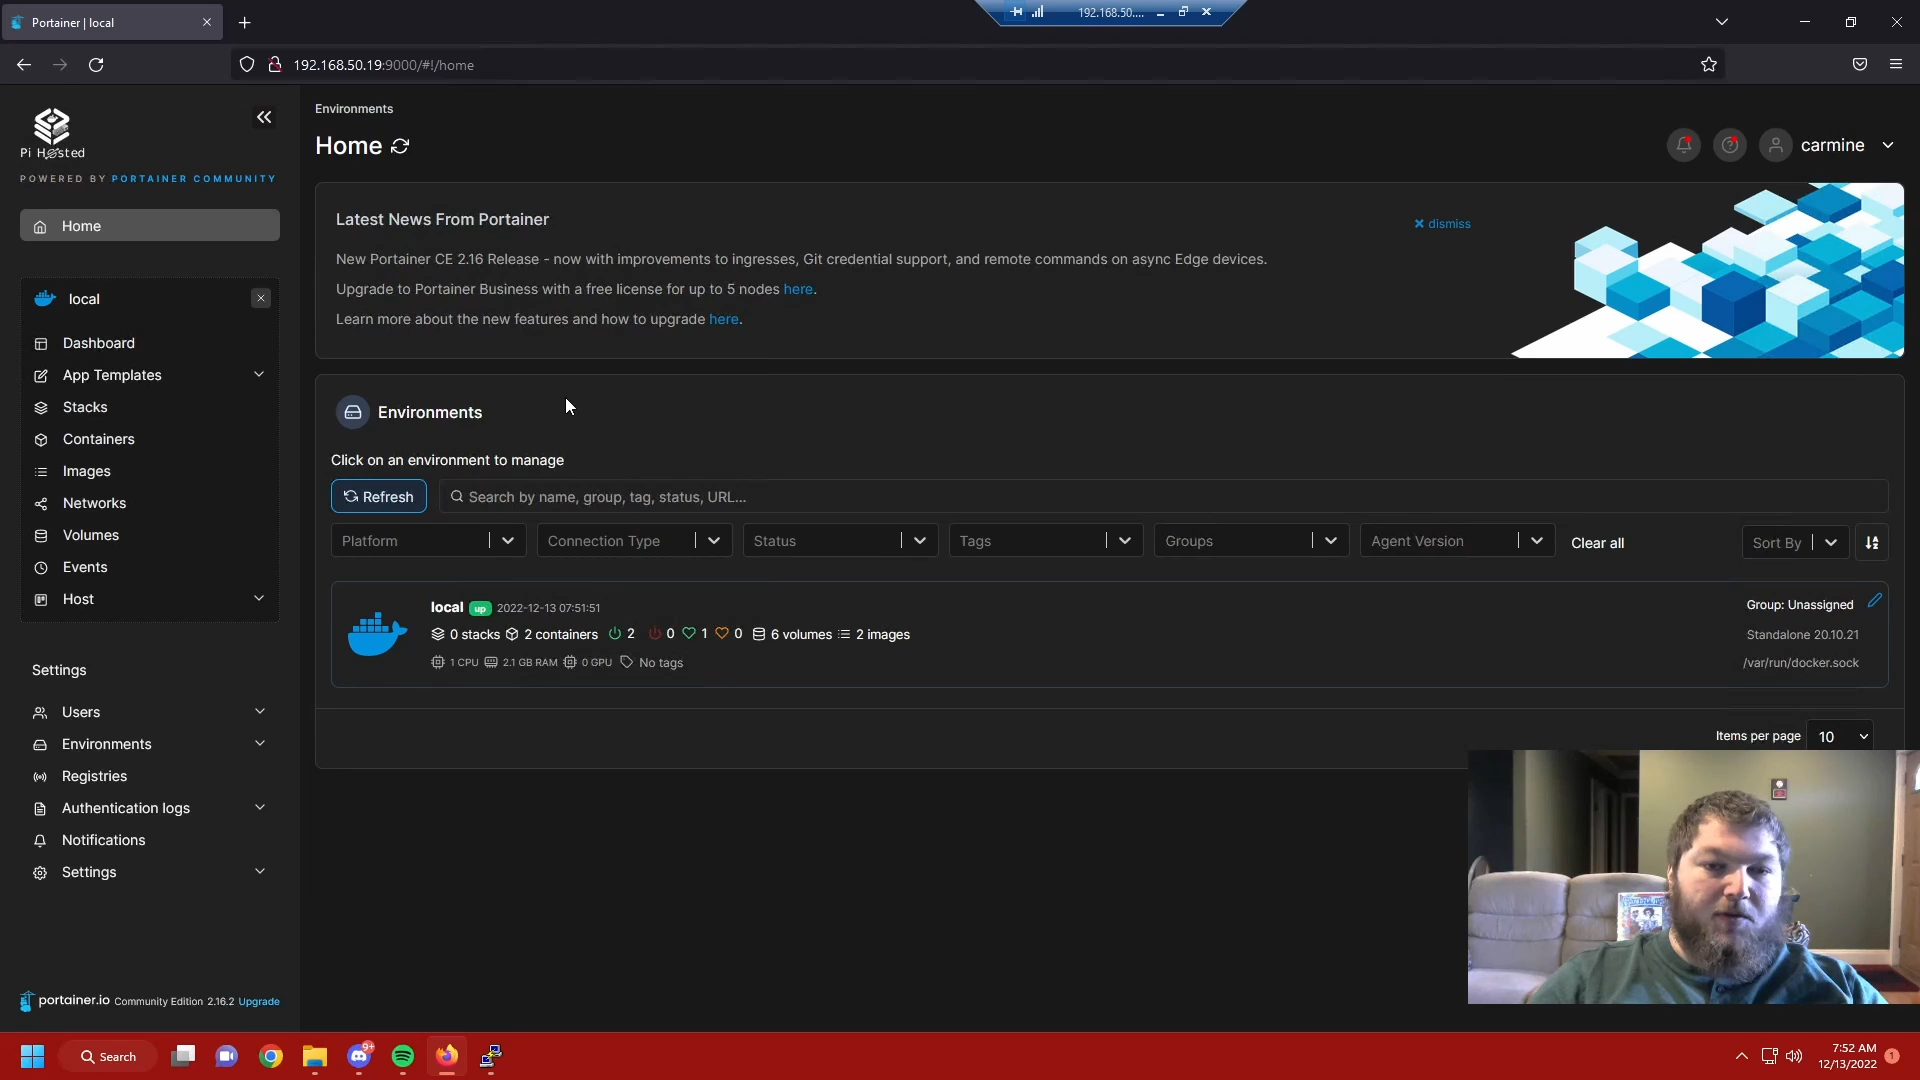 Portainer | local
192.168.50....
192.168.50.19:9000/#!/home
Pi Hosted
POWERED BY PORTAINER COMMUNITY
Home
local
Dashboard
App Templates
Stacks
Containers
Images
Networks
Volumes
Events
Host
Settings
Users
Environments
Registries
Authentication logs
Notifications
Settings
portainer.io Community Edition 2.16.2 Upgrade
Environments
Home
carmine
Latest News From Portainer
dismiss
New Portainer CE 2.16 Release - now with improvements to ingresses, Git credential support, and remote commands on async Edge devices.
Upgrade to Portainer Business with a free license for up to 5 nodes here.
Learn more about the new features and how to upgrade here.
Environments
Click on an environment to manage
Refresh
Search by name, group, tag, status, URL...
Platform
Connection Type
Status
Tags
Groups
Agent Version
Clear all
Sort By
local up 2022-12-13 07:51:51
0 stacks 2 containers 2 0 1 0 6 volumes 2 images
1 CPU 2.1 GB RAM 0 GPU No tags
Group: Unassigned
Standalone 20.10.21
/var/run/docker.sock
Items per page 10
Search
9+
7:52 AM
12/13/2022
1